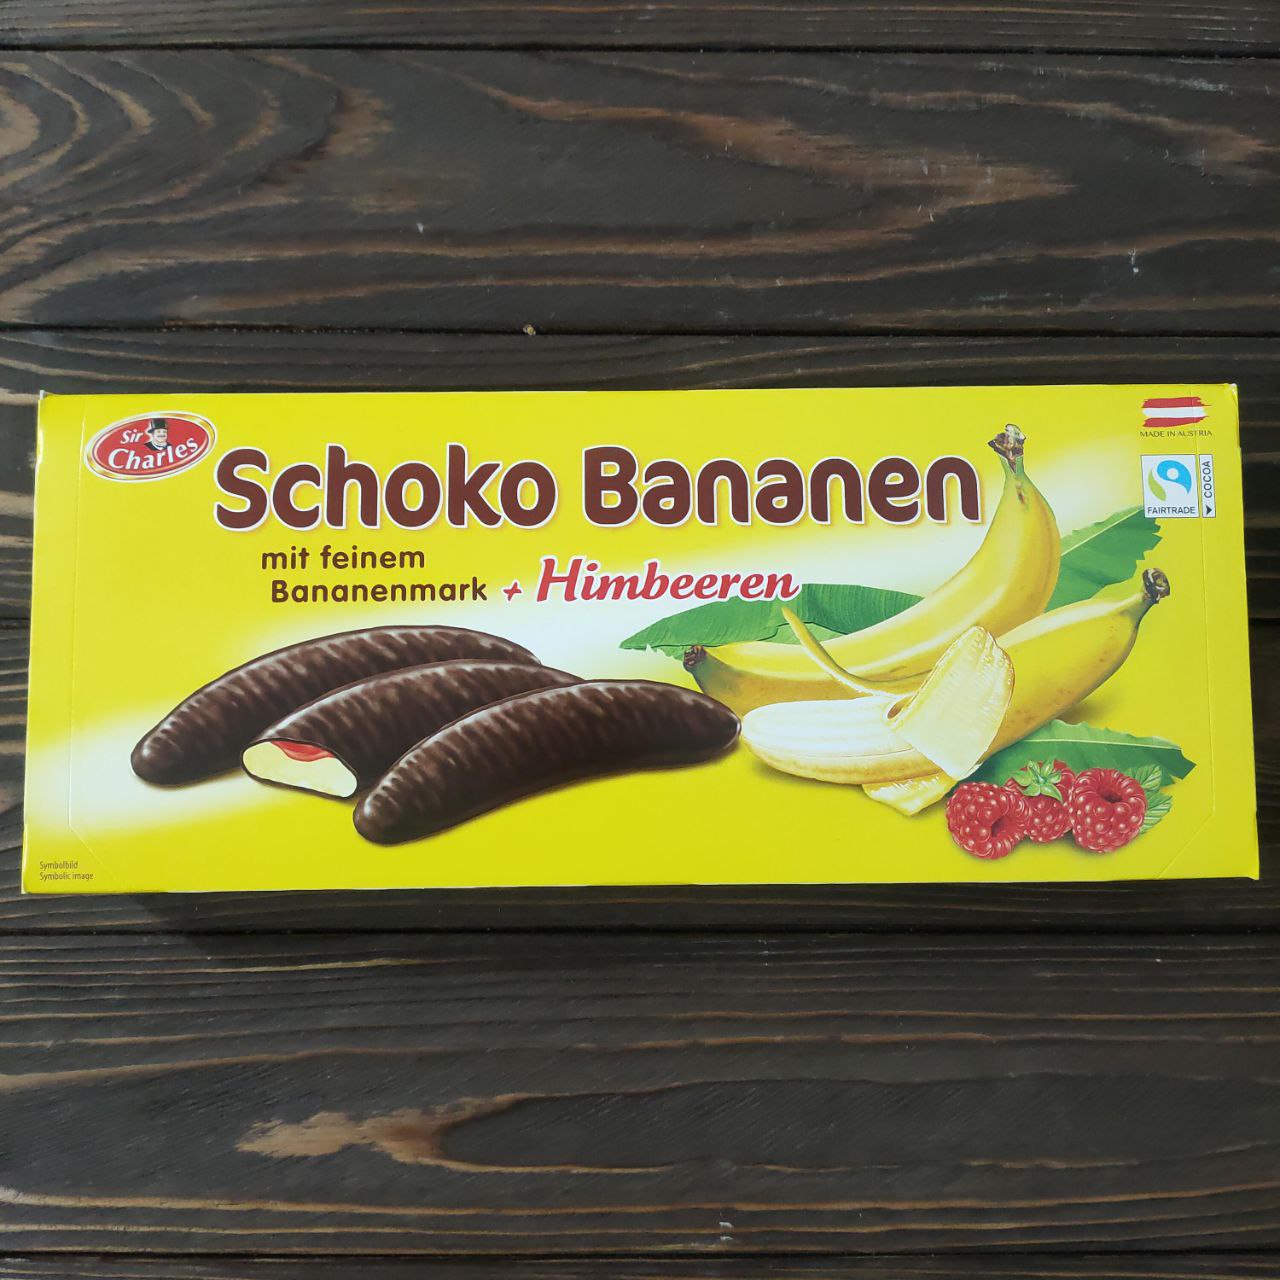 Sir
Charles
Schoko Bananen
mit feinem
Bananenmark + Himbeeren
MADE IN AUSTRIA
FAIRTRADE
COCOA
Symbolbild
Symbolic image